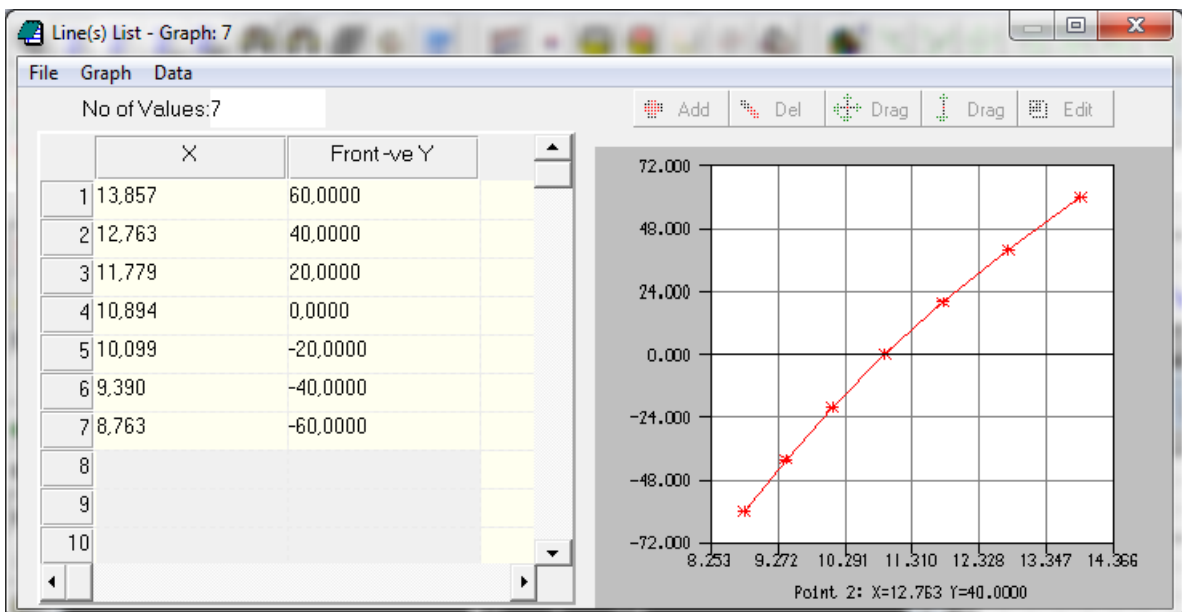 Line(s) List - Graph: 7
File Graph Data
No of Values:7
Add Del Drag Drag Edit
X Front-ve Y
1 13,857 60,0000
2 12,763 40,0000
3 11,779 20,0000
4 10,894 0,0000
5 10,099 -20,0000
6 9,390 -40,0000
7 8,763 -60,0000
8
9
10
72.000
48.000
24.000
0.000
-24.000
-48.000
-72.000
8.253 9.272 10.291 11.310 12.328 13.347 14.366
Point 2: X=12.763 Y=40.0000